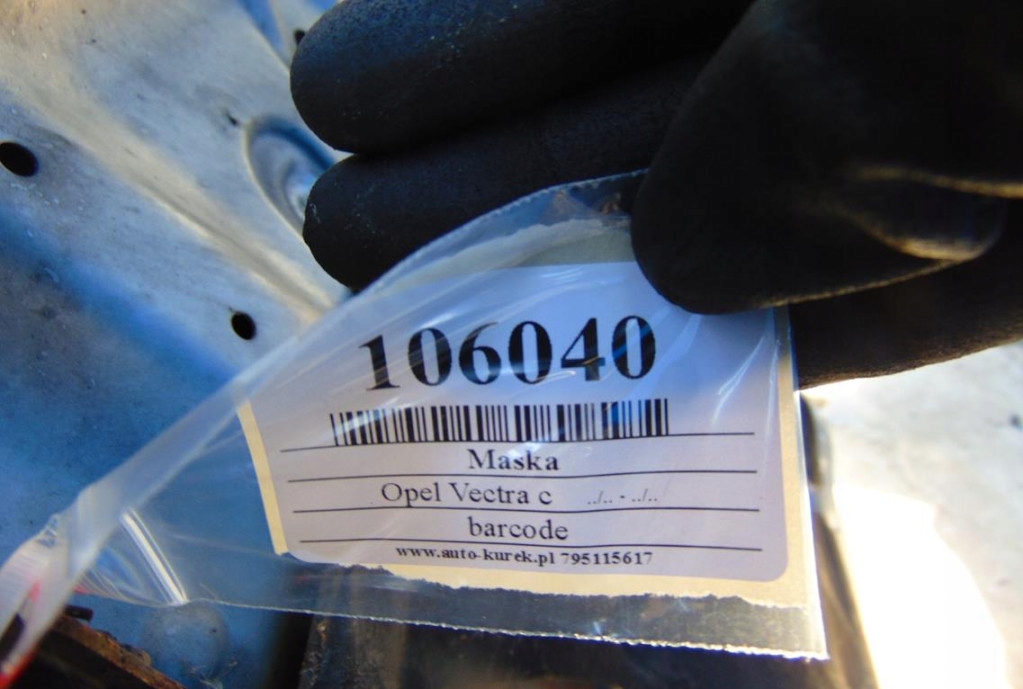 106040
Maska
Opel Vectra c ../.. - ../..
barcode
www.auto-kurek.pl 795115617